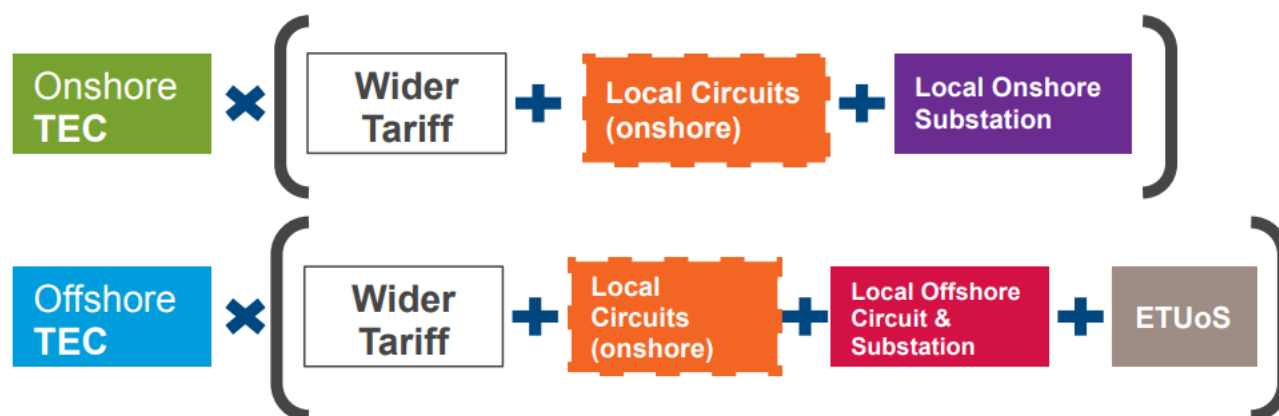 Onshore
TEC
Wider
Tariff
Local Circuits
(onshore)
Local Onshore
Substation
Offshore
TEC
Wider
Tariff
Local
Circuits
(onshore)
Local Offshore
Circuit &
Substation
ETUoS